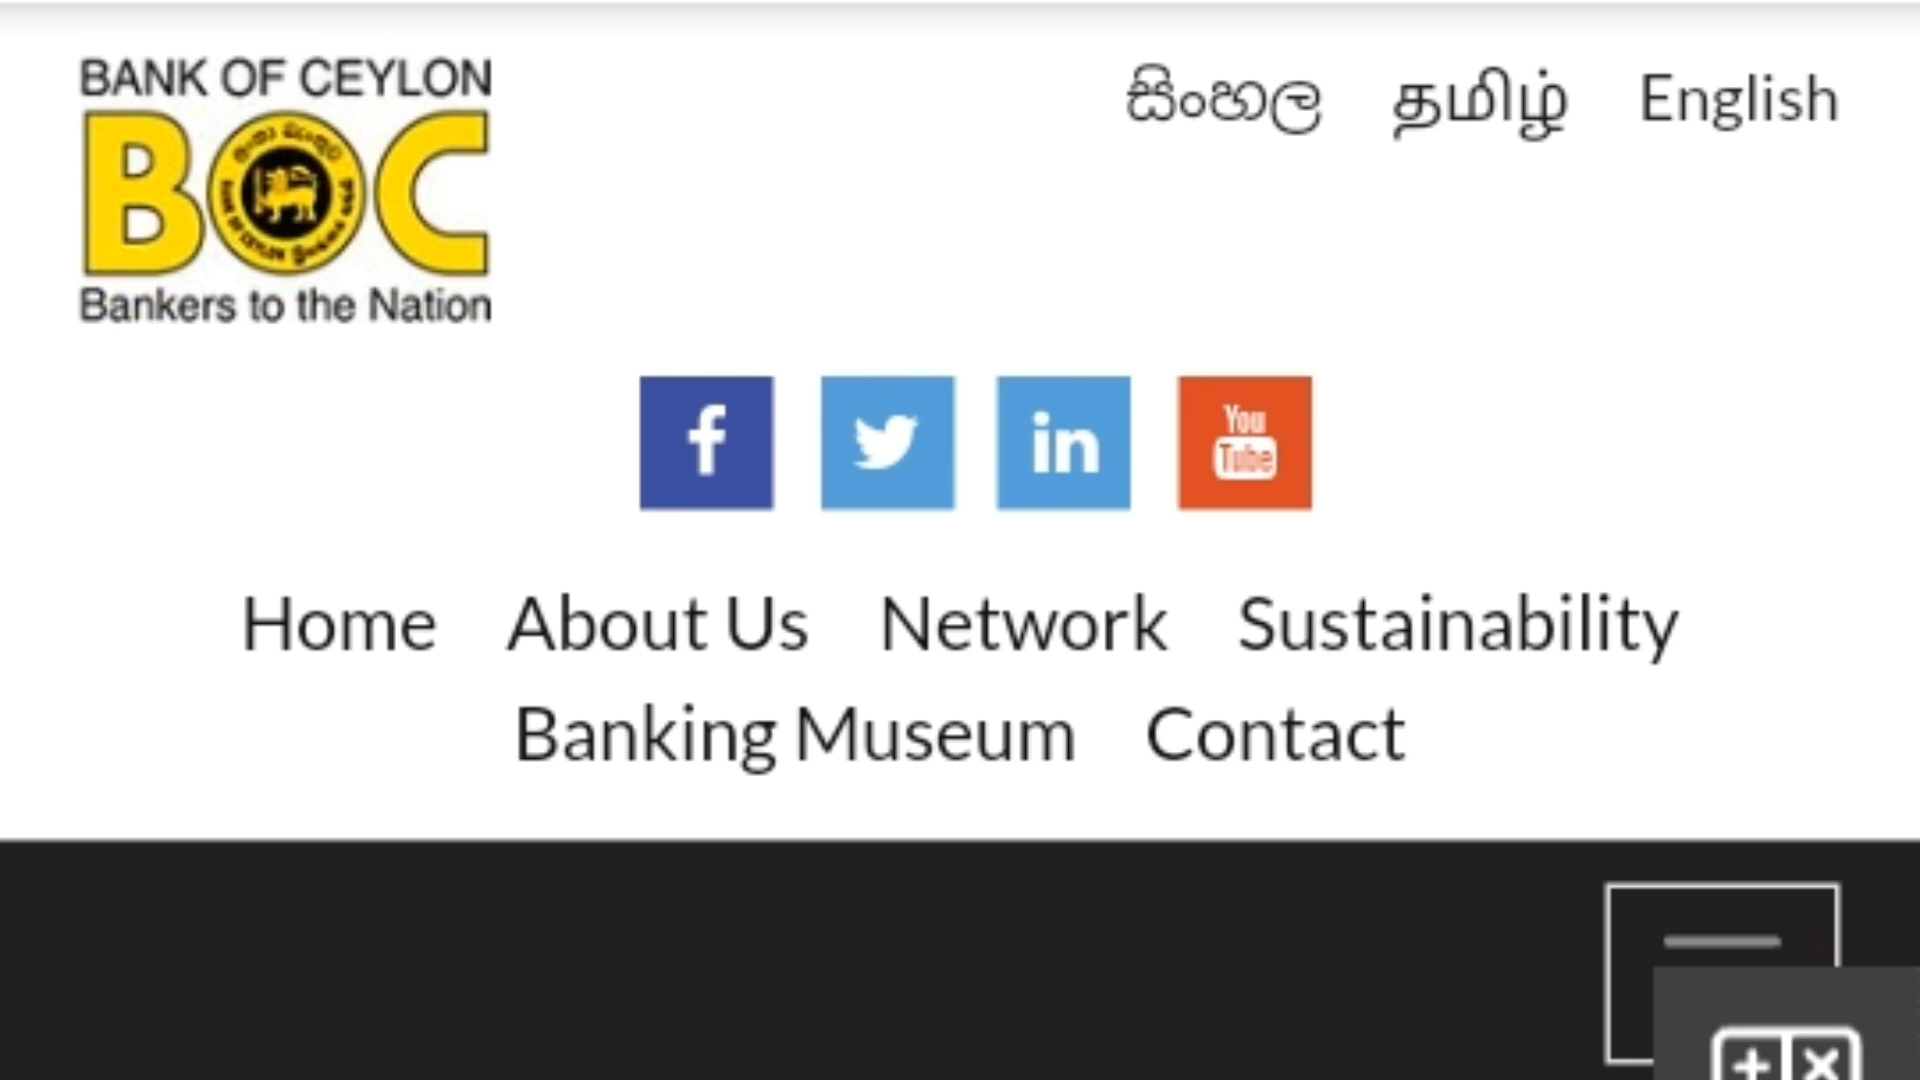 BANK OF CEYLON
BOC
Bankers to the Nation
සිංහල தமிழ் English
f in You Tube
Home About Us Network Sustainability
Banking Museum Contact